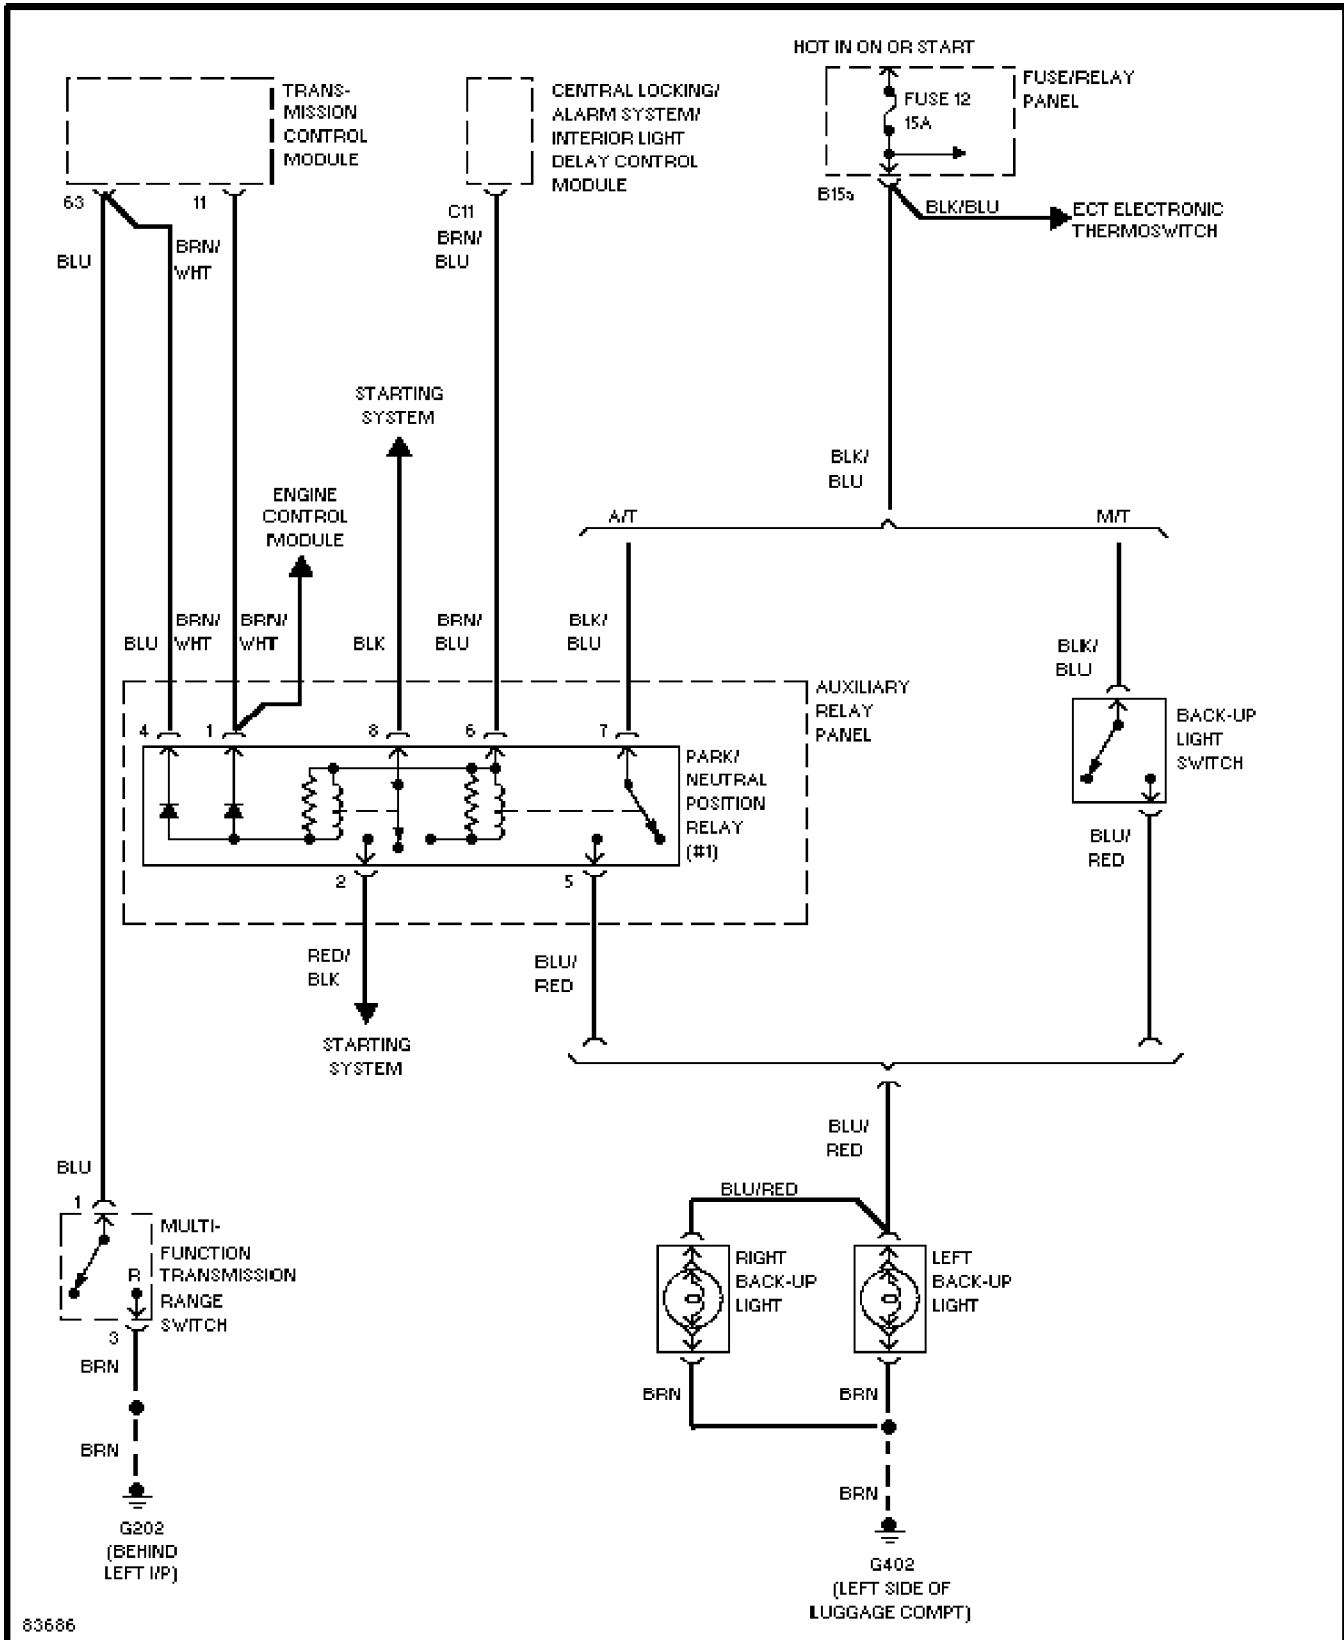 HOT IN ON OR START
TRANS-
MISSION
CONTROL
MODULE
CENTRAL LOCKING/
ALARM SYSTEM/
INTERIOR LIGHT
DELAY CONTROL
MODULE
FUSE 12
15A
FUSE/RELAY
PANEL
63
11
C11
B15a
BLK/BLU
ECT ELECTRONIC
THERMOSWITCH
BLU
BRN/
WHT
BRN/
BLU
STARTING
SYSTEM
BLK/
BLU
ENGINE
CONTROL
MODULE
A/T
M/T
BLU
BRN/
WHT
BRN/
WHT
BLK
BRN/
BLU
BLK/
BLU
BLK/
BLU
AUXILIARY
RELAY
PANEL
4
1
8
6
7
PARK/
NEUTRAL
POSITION
RELAY
(#1)
BACK-UP
LIGHT
SWITCH
2
5
BLU/
RED
RED/
BLK
BLU/
RED
STARTING
SYSTEM
BLU/
RED
BLU
BLU/RED
1
MULTI-
FUNCTION
TRANSMISSION
RANGE
SWITCH
R
3
RIGHT
BACK-UP
LIGHT
LEFT
BACK-UP
LIGHT
BRN
BRN
BRN
BRN
BRN
G202
(BEHIND
LEFT I/P)
G402
(LEFT SIDE OF
LUGGAGE COMPT)
83686